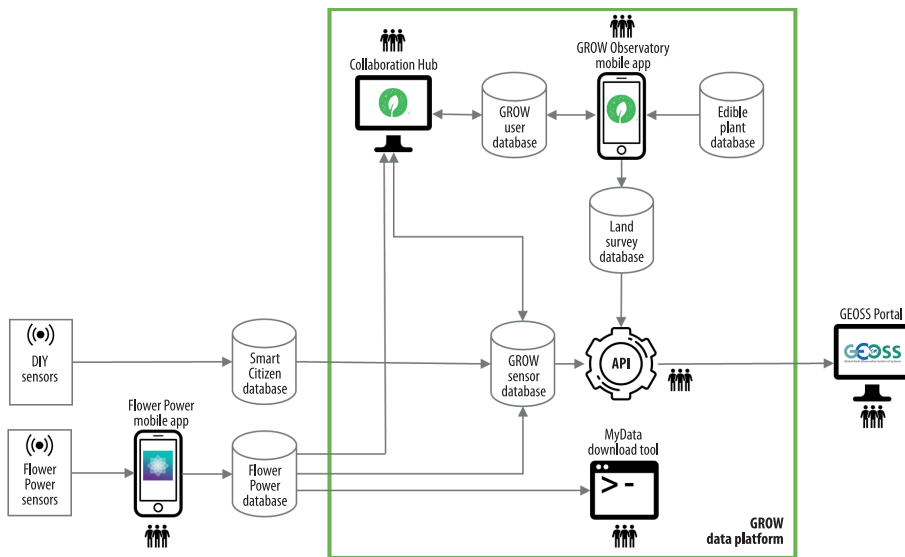 Collaboration Hub
GROW Observatory
mobile app
GROW
user
database
Edible
plant
database
Land
survey
database
DIY
sensors
Smart
Citizen
database
GROW
sensor
database
API
GEOSS Portal
GEOSS
Flower Power
mobile app
Flower
Power
sensors
Flower
Power
database
MyData
download tool
>-
GROW
data platform